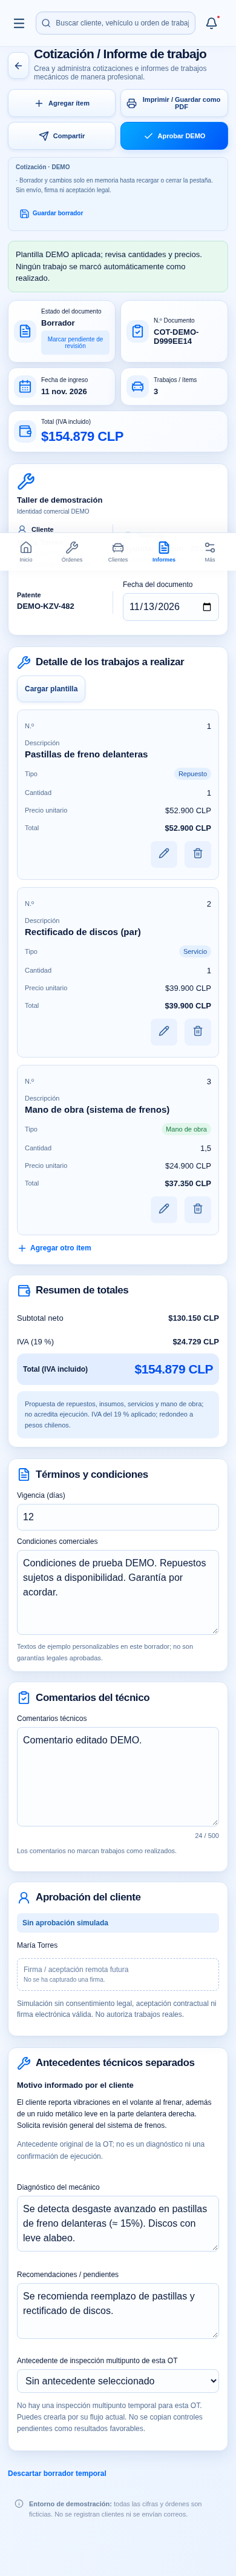 Buscar cliente, vehículo u orden de trabaj
Cotización / Informe de trabajo
Crea y administra cotizaciones e informes de trabajos
mecánicos de manera profesional.
Agregar ítem
Imprimir / Guardar como
PDF
Compartir
Aprobar DEMO
Cotización · DEMO
· Borrador y cambios solo en memoria hasta recargar o cerrar la pestaña.
Sin envío, firma ni aceptación legal.
Guardar borrador
Plantilla DEMO aplicada; revisa cantidades y precios.
Ningún trabajo se marcó automáticamente como
realizado.
Estado del documento
Borrador
Marcar pendiente de
revisión
N.º Documento
COT-DEMO-
D999EE14
Fecha de ingreso
11 nov. 2026
Trabajos / Items
3
Total (IVA incluido)
$154.879 CLP
Taller de demostración
Identidad comercial DEMO
Cliente
Inicio
Órdenes
Clientes
Informes
Más
Patente
DEMO-KZV-482
Fecha del documento
11/13/2026
Detalle de los trabajos a realizar
Cargar plantilla
N.º 1
Descripción
Pastillas de freno delanteras
Tipo Repuesto
Cantidad 1
Precio unitario $52.900 CLP
Total $52.900 CLP
N.º 2
Descripción
Rectificado de discos (par)
Tipo Servicio
Cantidad 1
Precio unitario $39.900 CLP
Total $39.900 CLP
N.º 3
Descripción
Mano de obra (sistema de frenos)
Tipo Mano de obra
Cantidad 1,5
Precio unitario $24.900 CLP
Total $37.350 CLP
Agregar otro ítem
Resumen de totales
Subtotal neto $130.150 CLP
IVA (19 %) $24.729 CLP
Total (IVA incluido) $154.879 CLP
Propuesta de repuestos, insumos, servicios y mano de obra;
no acredita ejecución. IVA del 19 % aplicado; redondeo a
pesos chilenos.
Términos y condiciones
Vigencia (días)
12
Condiciones comerciales
Condiciones de prueba DEMO. Repuestos
sujetos a disponibilidad. Garantía por
acordar.
Textos de ejemplo personalizables en este borrador; no son
garantías legales aprobadas.
Comentarios del técnico
Comentarios técnicos
Comentario editado DEMO.
24 / 500
Los comentarios no marcan trabajos como realizados.
Aprobación del cliente
Sin aprobación simulada
María Torres
Firma / aceptación remota futura
No se ha capturado una firma.
Simulación sin consentimiento legal, aceptación contractual ni
firma electrónica válida. No autoriza trabajos reales.
Antecedentes técnicos separados
Motivo informado por el cliente
El cliente reporta vibraciones en el volante al frenar, además
de un ruido metálico leve en la parte delantera derecha.
Solicita revisión general del sistema de frenos.
Antecedente original de la OT; no es un diagnóstico ni una
confirmación de ejecución.
Diagnóstico del mecánico
Se detecta desgaste avanzado en pastillas
de freno delanteras (≈ 15%). Discos con
leve alabeo.
Recomendaciones / pendientes
Se recomienda reemplazo de pastillas y
rectificado de discos.
Antecedente de inspección multipunto de esta OT
Sin antecedente seleccionado
No hay una inspección multipunto temporal para esta OT.
Puedes crearla por su flujo actual. No se copian controles
pendientes como resultados favorables.
Descartar borrador temporal
Entorno de demostración: todas las cifras y órdenes son
ficticias. No se registran clientes ni se envían correos.